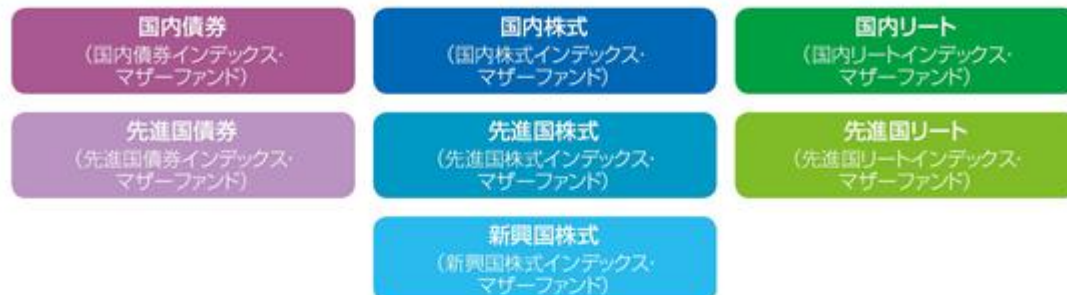 国内債券
(国内債券インデックス・
マザーファンド)
国内株式
(国内株式インデックス・
マザーファンド)
国内リート
(国内リートインデックス・
マザーファンド)
先進国債券
(先進国債券インデックス・
マザーファンド)
先進国株式
(先進国株式インデックス・
マザーファンド)
先進国リート
(先進国リートインデックス・
マザーファンド)
新興国株式
(新興国株式インデックス・
マザーファンド)